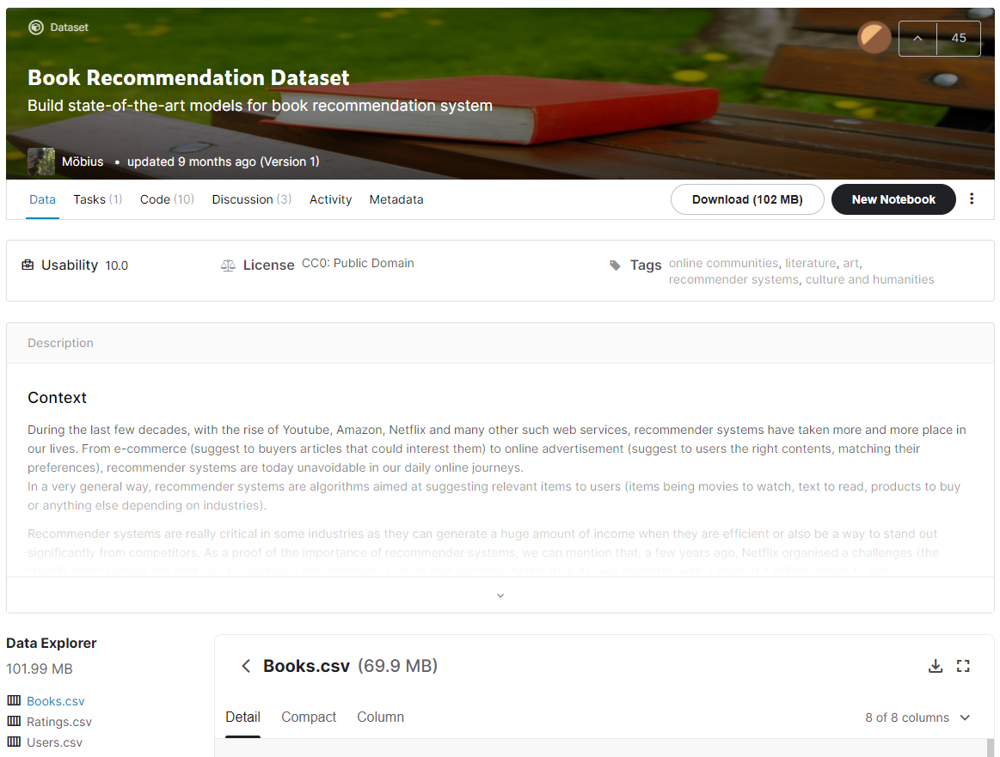 Dataset
45
Book Recommendation Dataset
Build state-of-the-art models for book recommendation system
Möbius • updated 9 months ago (Version 1)
Data Tasks (1) Code (10) Discussion (3) Activity Metadata Download (102 MB) New Notebook
Usability 10.0 License CC0: Public Domain Tags online communities, literature, art,
recommender systems, culture and humanities
Description
Context
During the last few decades, with the rise of Youtube, Amazon, Netflix and many other such web services, recommender systems have taken more and more place in
our lives. From e-commerce (suggest to buyers articles that could interest them) to online advertisement (suggest to users the right contents, matching their
preferences), recommender systems are today unavoidable in our daily online journeys.
In a very general way, recommender systems are algorithms aimed at suggesting relevant items to users (items being movies to watch, text to read, products to buy
or anything else depending on industries).
Recommender systems are really critical in some industries as they can generate a huge amount of income when they are efficient or also be a way to stand out
significantly from competitors. As a proof of the importance of recommender systems, we can mention that, a few years ago, Netflix organised a challenges (the
Data Explorer
101.99 MB
Books.csv
Ratings.csv
Users.csv
Books.csv (69.9 MB)
Detail Compact Column 8 of 8 columns